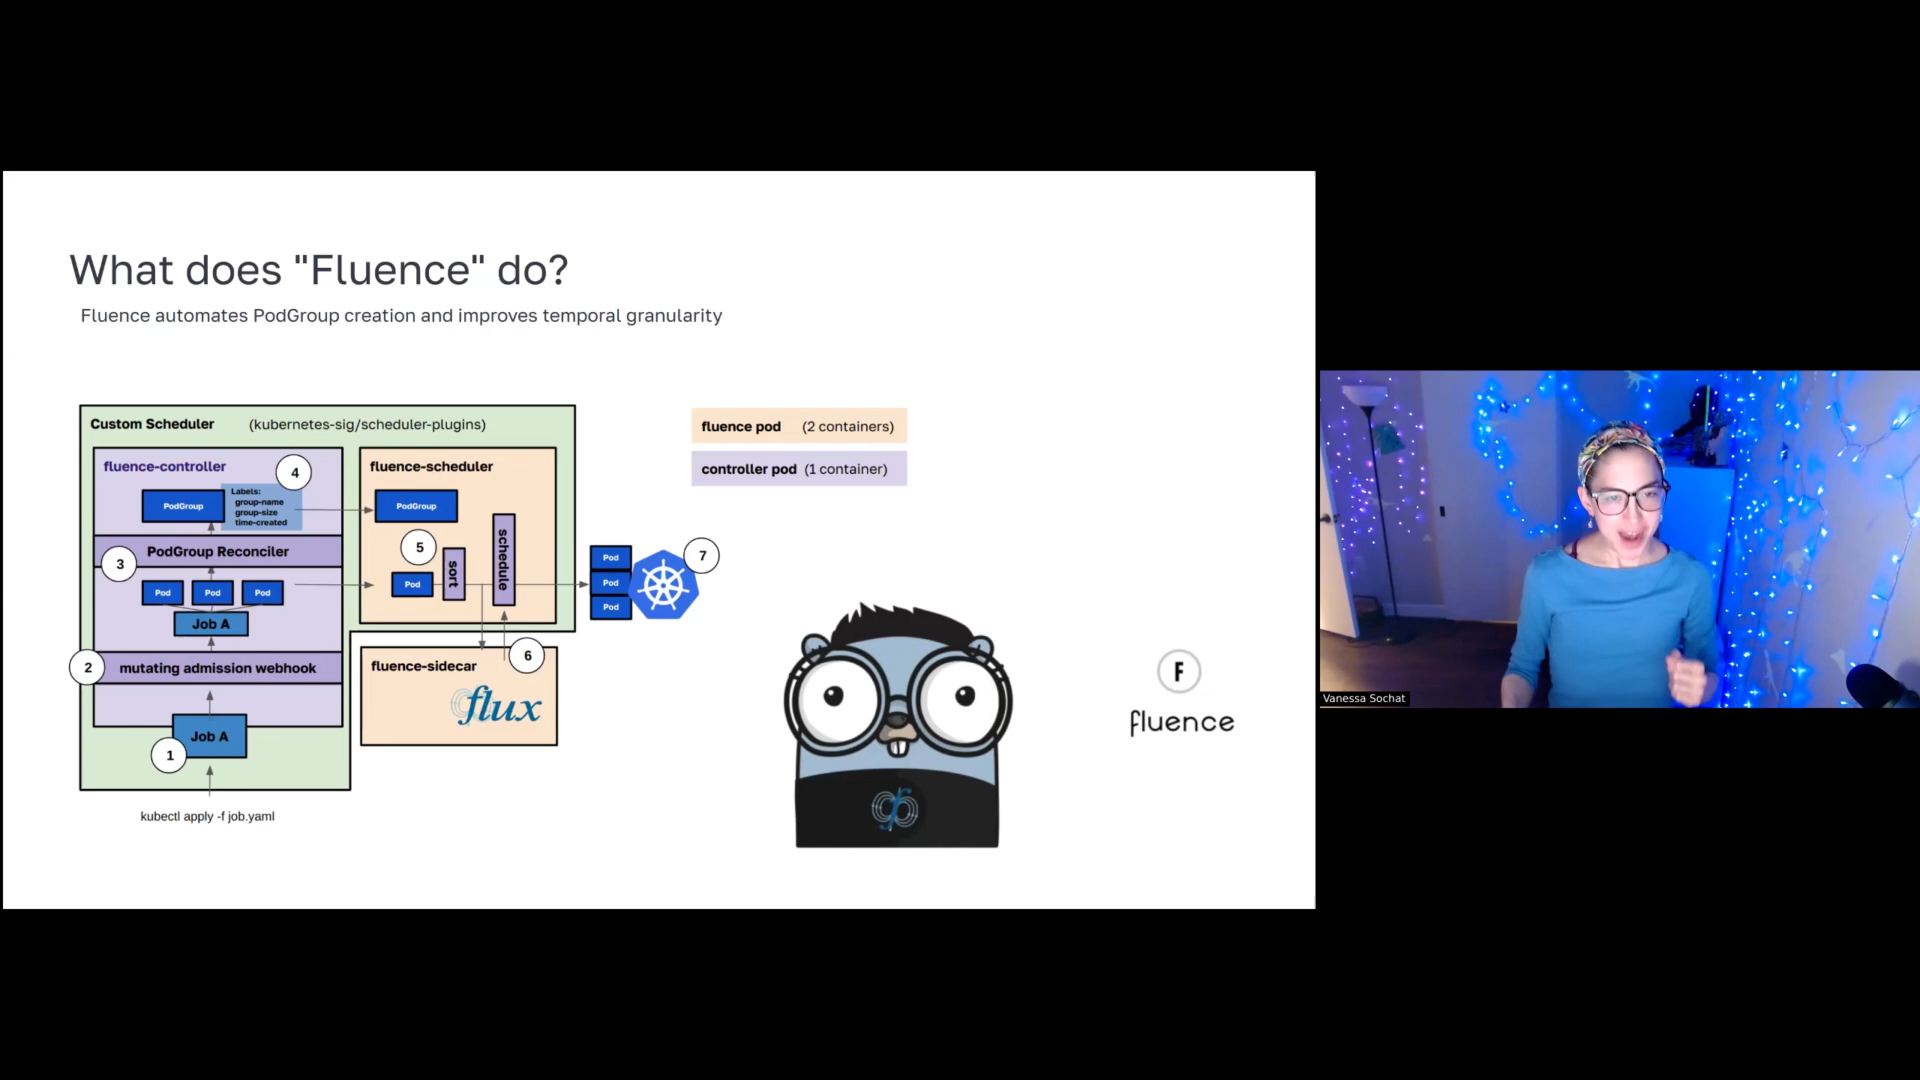 What does "Fluence" do?
Fluence automates PodGroup creation and improves temporal granularity
Custom Scheduler (kubernetes-sig/scheduler-plugins)
fluence-controller
4
PodGroup
Labels:
group-name
group-size
time-created
3
PodGroup Reconciler
Pod Pod Pod
Job A
2
mutating admission webhook
Job A
1
kubectl apply -f job.yaml
fluence-scheduler
PodGroup
5
Pod
sort
schedule
fluence-sidecar
6
flux
Pod
Pod
Pod
7
fluence pod (2 containers)
controller pod (1 container)
F
fluence
Vanessa Sochat